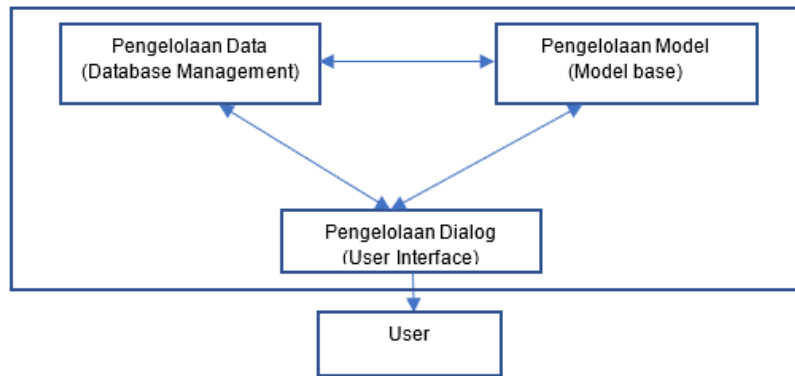 Pengelolaan Data
(Database Management)
Pengelolaan Model
(Model base)
Pengelolaan Dialog
(User Interface)
User